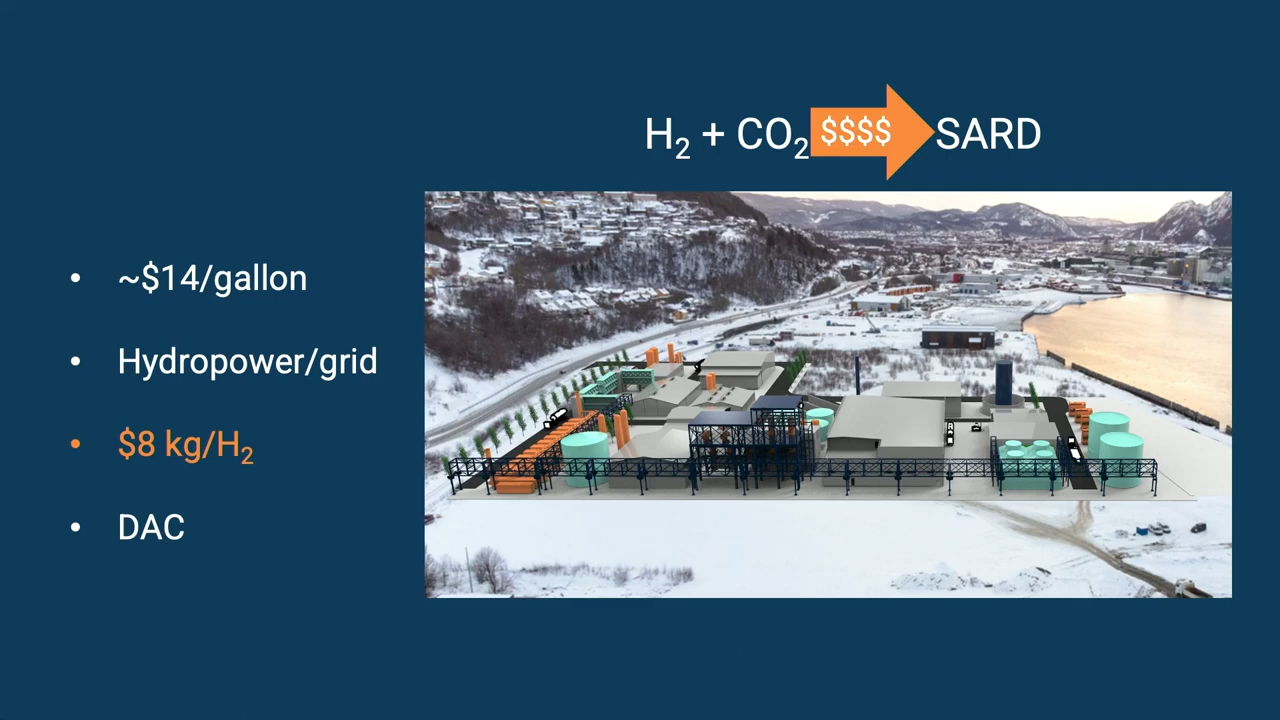 H₂ + CO₂ $$$$ SARD
• ~$14/gallon
• Hydropower/grid
• $8 kg/H₂
• DAC